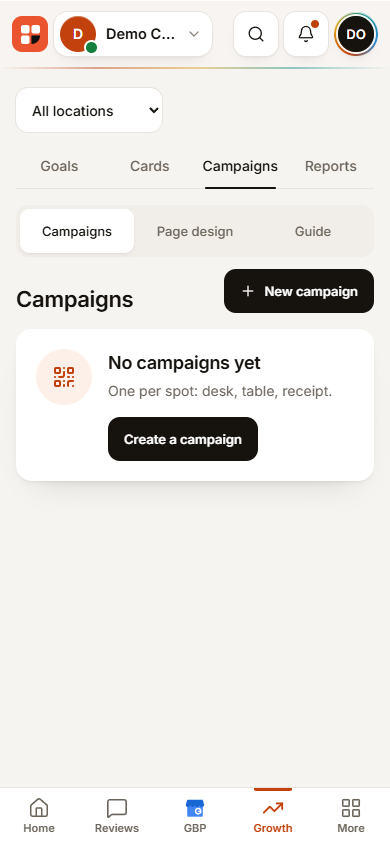 D
Demo C...
DO
All locations
Goals
Cards
Campaigns
Reports
Campaigns
Page design
Guide
Campaigns
New campaign
No campaigns yet
One per spot: desk, table, receipt.
Create a campaign
G
Home
Reviews
GBP
Growth
More